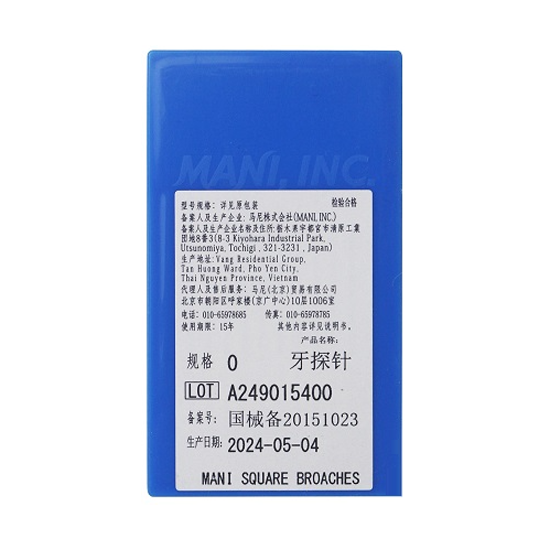 MANI, INC.
型号规格: 详见原包装 检验合格
备案人及生产企业: 马尼株式会社(MANI, INC.)
备案人及生产企业名称及住所: 栃木県宇都宮市清原工業
団地8番3(8-3 Kiyohara Industrial Park,
Utsunomiya, Tochigi , 321-3231 , Japan)
生产地址: Vang Residential Group,
Tan Huong Ward, Pho Yen City,
Thai Nguyen Province, Vietnam
代理人及售后服务: 马尼(北京)贸易有限公司
北京市朝阳区呼家楼(京广中心)10层1006室
电话: 010-65978685 传真: 010-65978785
使用期限: 15年 其他内容详见说明书。
产品名称:
规格 0 牙探针
LOT A249015400
备案号: 国械备20151023
生产日期: 2024-05-04
MANI SQUARE BROACHES